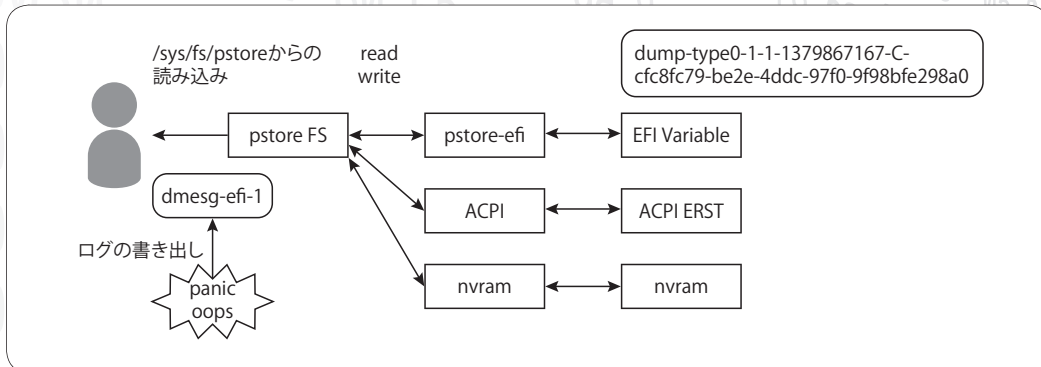 /sys/fs/pstoreからの
読み込み
read
write
dump-type0-1-1-1379867167-C-
cfc8fc79-be2e-4ddc-97f0-9f98bfe298a0
pstore FS
pstore-efi
EFI Variable
dmesg-efi-1
ACPI
ACPI ERST
ログの書き出し
panic
oops
nvram
nvram